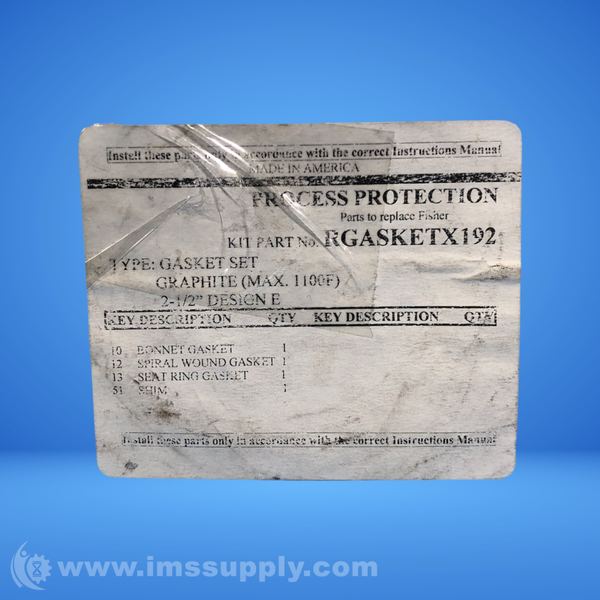 Install these parts only in accordance with the correct Instructions Manual
MADE IN AMERICA
PROCESS PROTECTION
Parts to replace Fisher
KIT PART No. RGASKETX192
TYPE: GASKET SET
GRAPHITE (MAX. 1100F)
2-1/2" DESIGN E
KEY DESCRIPTION QTY KEY DESCRIPTION QTY
10 BONNET GASKET 1
12 SPIRAL WOUND GASKET 1
13 SEAT RING GASKET 1
51 SHIM 1
Install these parts only in accordance with the correct Instructions Manual
www.imssupply.com